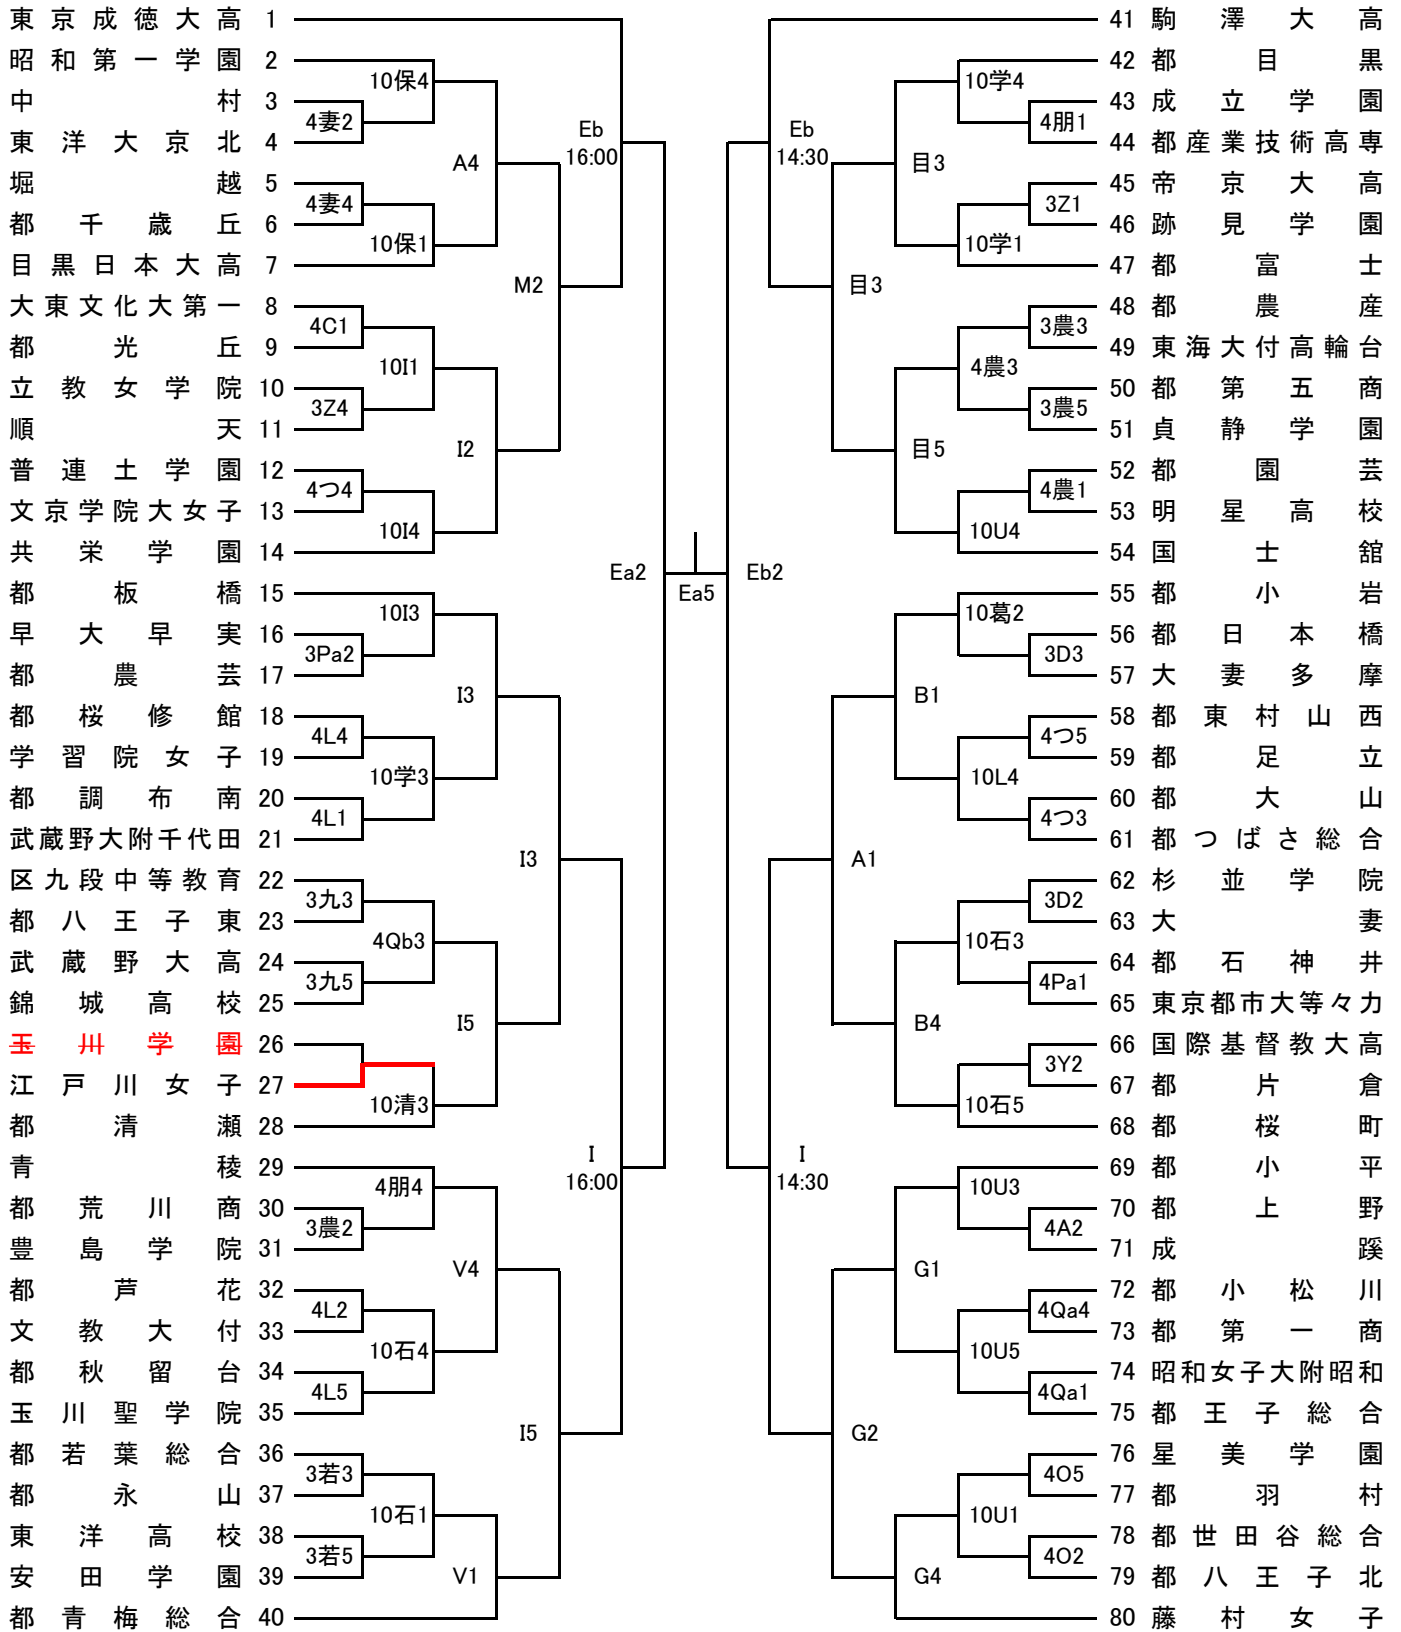 東京成徳大高 1
昭和第一学園 2
中村 3
東洋大京北 4
堀越 5
都千歳丘 6
目黒日本大高 7
大東文化大第一 8
都光丘 9
立教女学院 10
順天 11
普連土学園 12
文京学院大女子 13
共栄学園 14
都板橋 15
早大早実 16
都農芸 17
都桜修館 18
学習院女子 19
都調布南 20
武蔵野大附千代田 21
区九段中等教育 22
都八王子東 23
武蔵野大高 24
錦城高校 25
玉川学園 26
江戸川女子 27
都清瀬 28
青稜 29
都荒川商 30
豊島学院 31
都芦花 32
文教大付 33
都秋留台 34
玉川聖学院 35
都若葉総合 36
都永山 37
東洋高校 38
安田学園 39
都青梅総合 40
4妻2
4妻4
4C1
3Z4
4つ4
3Pa2
4L4
4L1
3九3
3九5
3農2
4L2
4L5
3若3
3若5
10保4
10保1
10I1
10I4
10I3
10学3
4Qb3
10清3
4朋4
10石4
10石1
A4
I2
I3
I5
V4
V1
M2
I3
I5
Eb
16:00
I
16:00
Ea2
Ea5
Eb2
Eb
14:30
I
14:30
目3
A1
G2
目3
目5
B1
B4
G1
G4
10学4
10学1
4農3
10U4
10葛2
10L4
10石3
10石5
10U3
10U5
10U1
4朋1
3Z1
3農3
3農5
4農1
3D3
4つ5
4つ3
3D2
4Pa1
3Y2
4A2
4Qa4
4Qa1
4O5
4O2
41 駒澤大高
42 都目黒
43 成立学園
44 都産業技術高専
45 帝京大高
46 跡見学園
47 都富士
48 都農産
49 東海大付高輪台
50 都第五商
51 貞静学園
52 都園芸
53 明星高校
54 国士舘
55 都小岩
56 都日本橋
57 大妻多摩
58 都東村山西
59 都足立
60 都大山
61 都つばさ総合
62 杉並学院
63 大妻
64 都石神井
65 東京都市大等々力
66 国際基督教大高
67 都片倉
68 都桜町
69 都小平
70 都上野
71 成蹊
72 都小松川
73 都第一商
74 昭和女子大附昭和
75 都王子総合
76 星美学園
77 都羽村
78 都世田谷総合
79 都八王子北
80 藤村女子